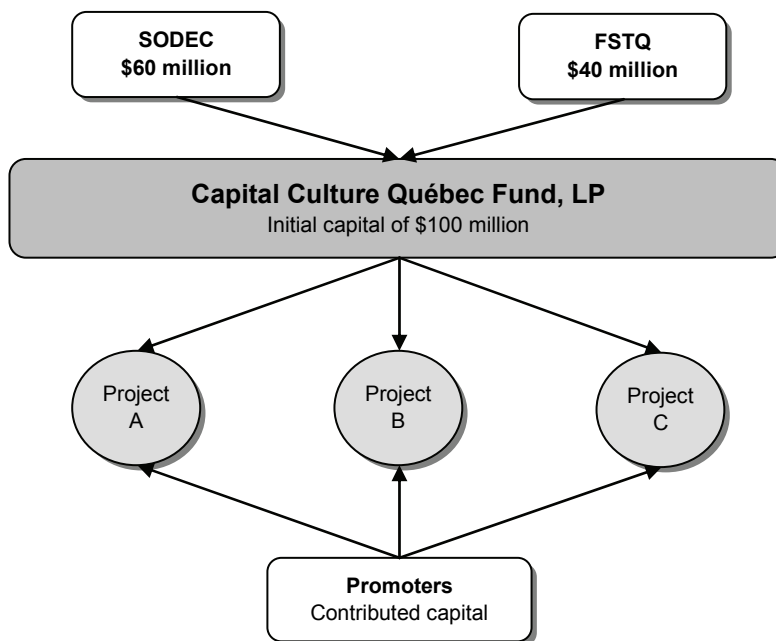 SODEC
$60 million
FSTQ
$40 million
Capital Culture Québec Fund, LP
Initial capital of $100 million
Project
A
Project
B
Project
C
Promoters
Contributed capital